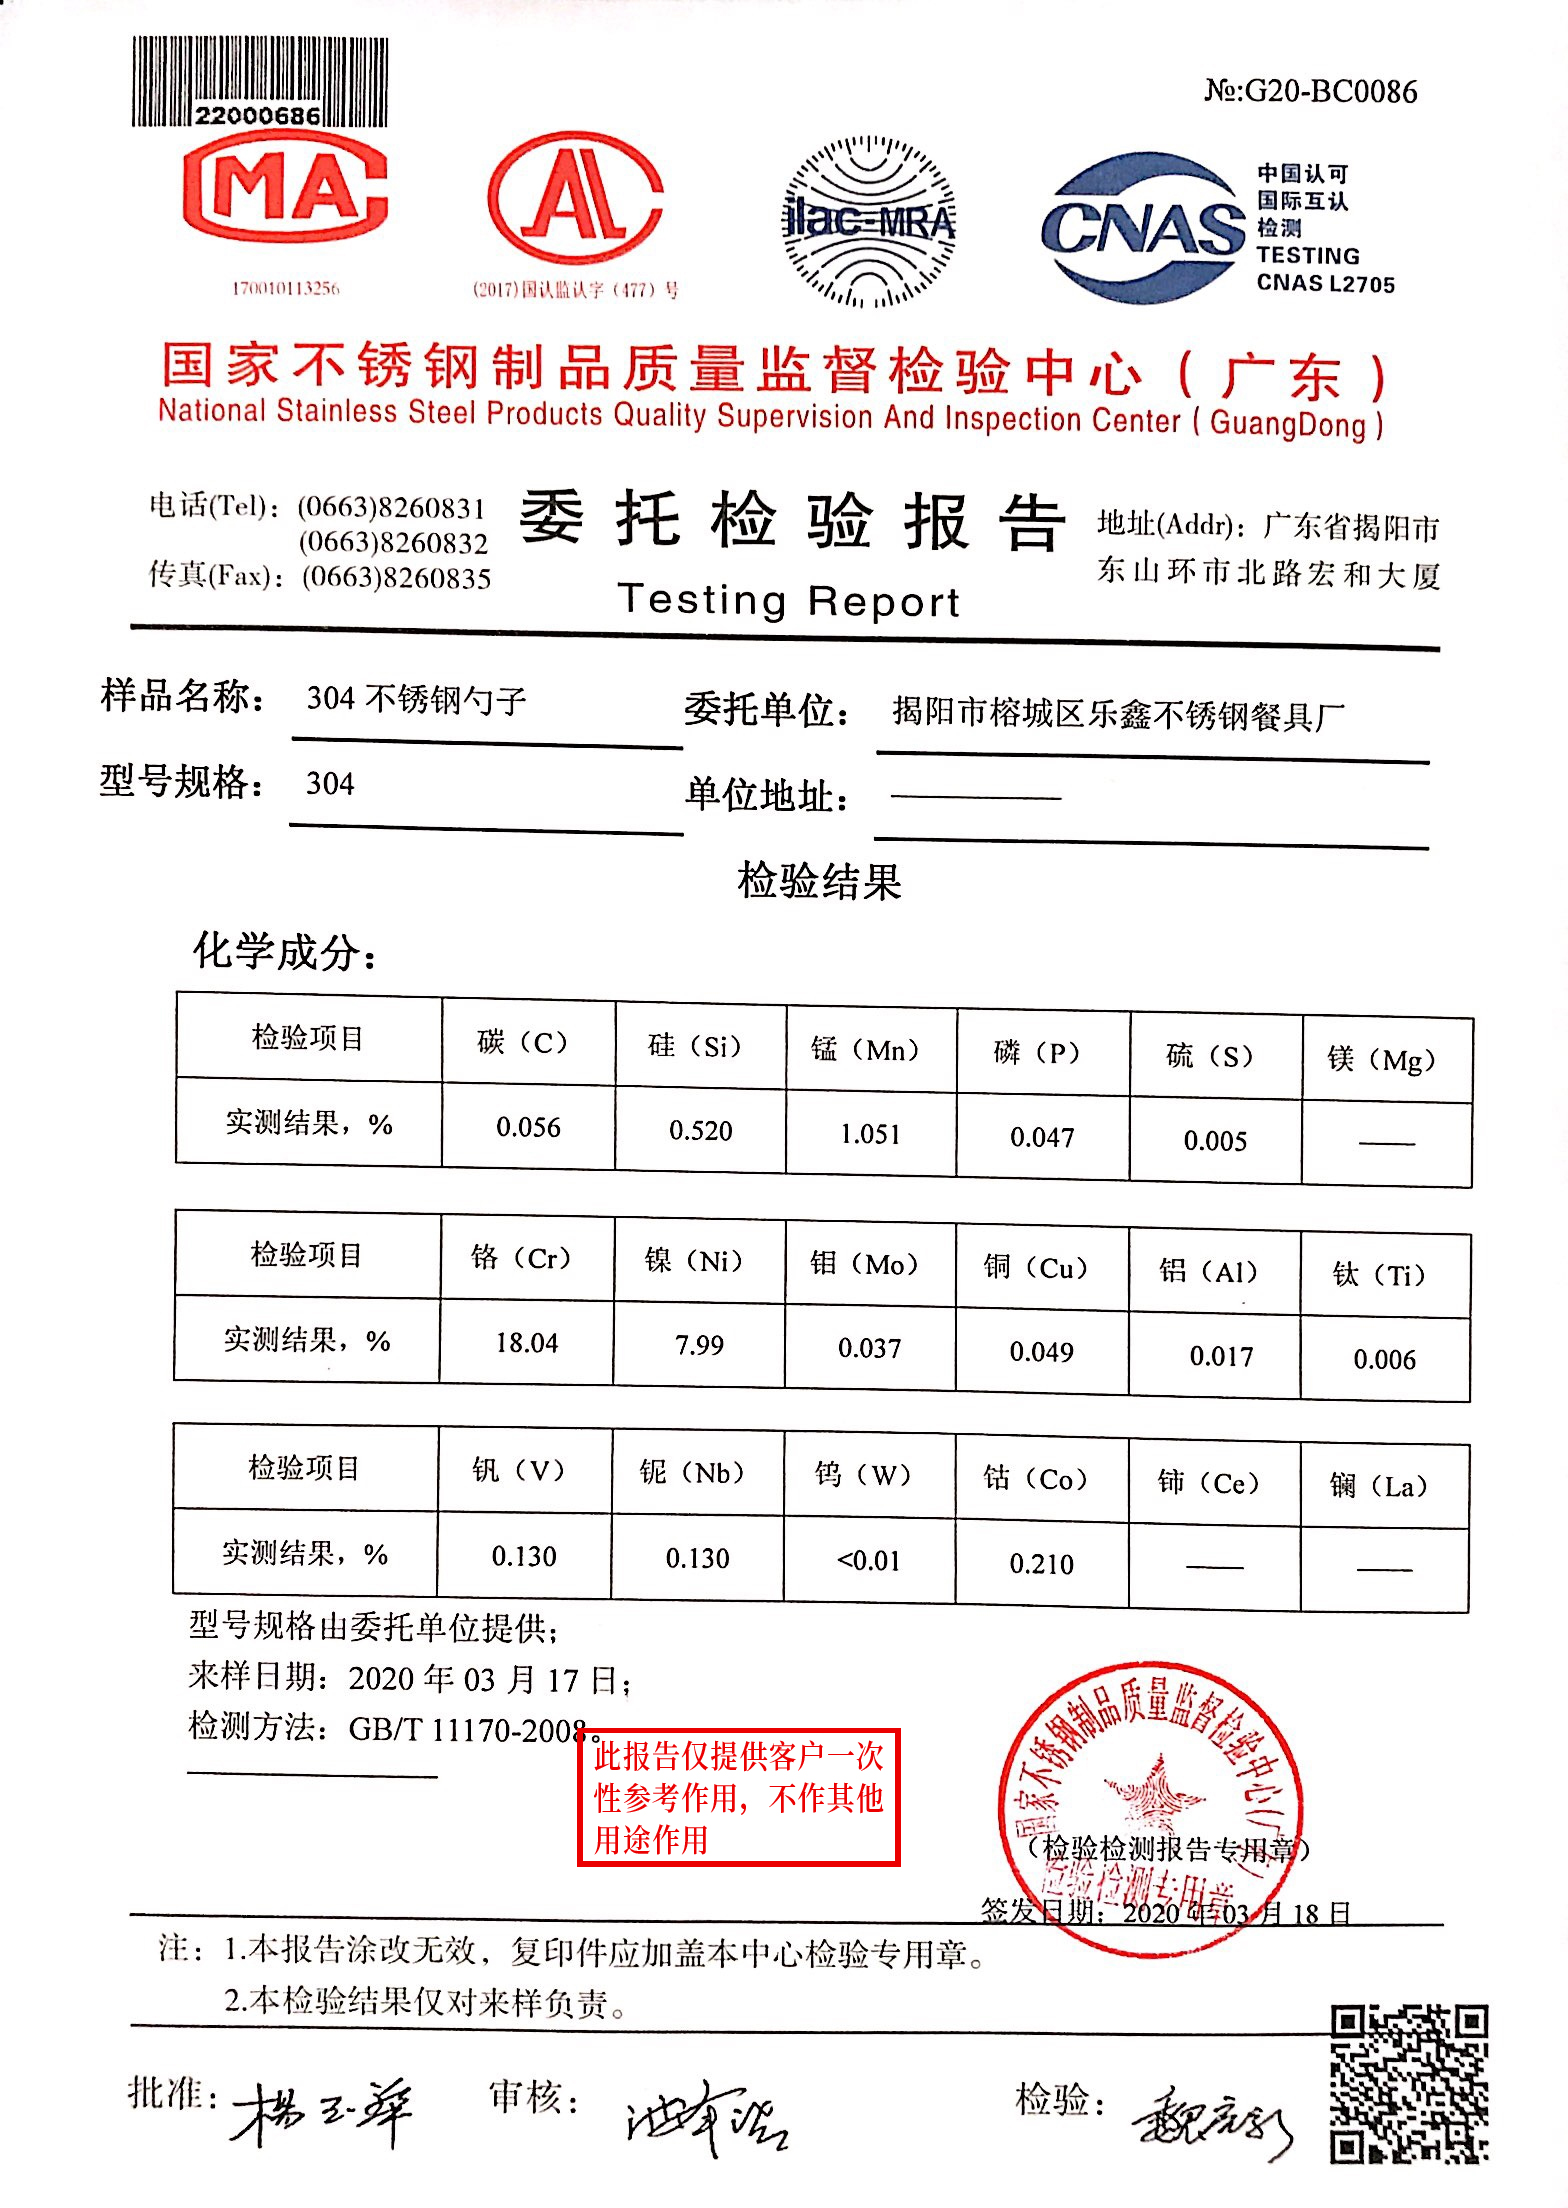 22000686
№:G20-BC0086
MA
170010113256
AL
(2017)国认监认字(477)号
ilac-MRA
CNAS
中国认可
国际互认
检测
TESTING
CNAS L2705
国家不锈钢制品质量监督检验中心(广东)
National Stainless Steel Products Quality Supervision And Inspection Center(GuangDong)
电话(Tel)：(0663)8260831
(0663)8260832
传真(Fax)：(0663)8260835
委托检验报告
Testing Report
地址(Addr)：广东省揭阳市
东山环市北路宏和大厦
样品名称： 304 不锈钢勺子 委托单位： 揭阳市榕城区乐鑫不锈钢餐具厂
型号规格： 304 单位地址： ——
检验结果
化学成分：
检验项目 碳（C） 硅（Si） 锰（Mn） 磷（P） 硫（S） 镁（Mg）
实测结果，% 0.056 0.520 1.051 0.047 0.005 ——
检验项目 铬（Cr） 镍（Ni） 钼（Mo） 铜（Cu） 铝（Al） 钛（Ti）
实测结果，% 18.04 7.99 0.037 0.049 0.017 0.006
检验项目 钒（V） 铌（Nb） 钨（W） 钴（Co） 铈（Ce） 镧（La）
实测结果，% 0.130 0.130 <0.01 0.210 —— ——
型号规格由委托单位提供；
来样日期：2020 年 03 月 17 日；
检测方法：GB/T 11170-2008。
此报告仅提供客户一次
性参考作用，不作其他
用途作用
国家不锈钢制品质量监督检验中心(广东)
（检验检测报告专用章）
检验检测专用章
签发日期：2020 年 03 月 18 日
注：1.本报告涂改无效，复印件应加盖本中心检验专用章。
2.本检验结果仅对来样负责。
批准： 审核： 检验：